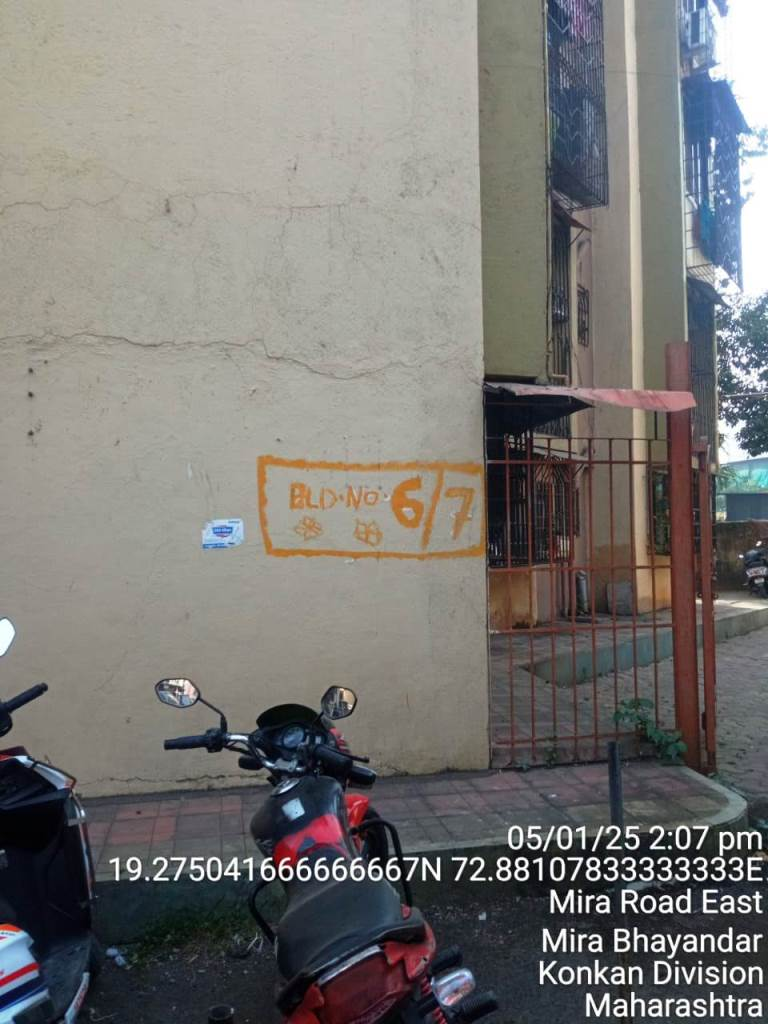 BLD·NO· 6/7
05/01/25 2:07 pm
19.275041666666667N 72.88107833333333E
Mira Road East
Mira Bhayandar
Konkan Division
Maharashtra